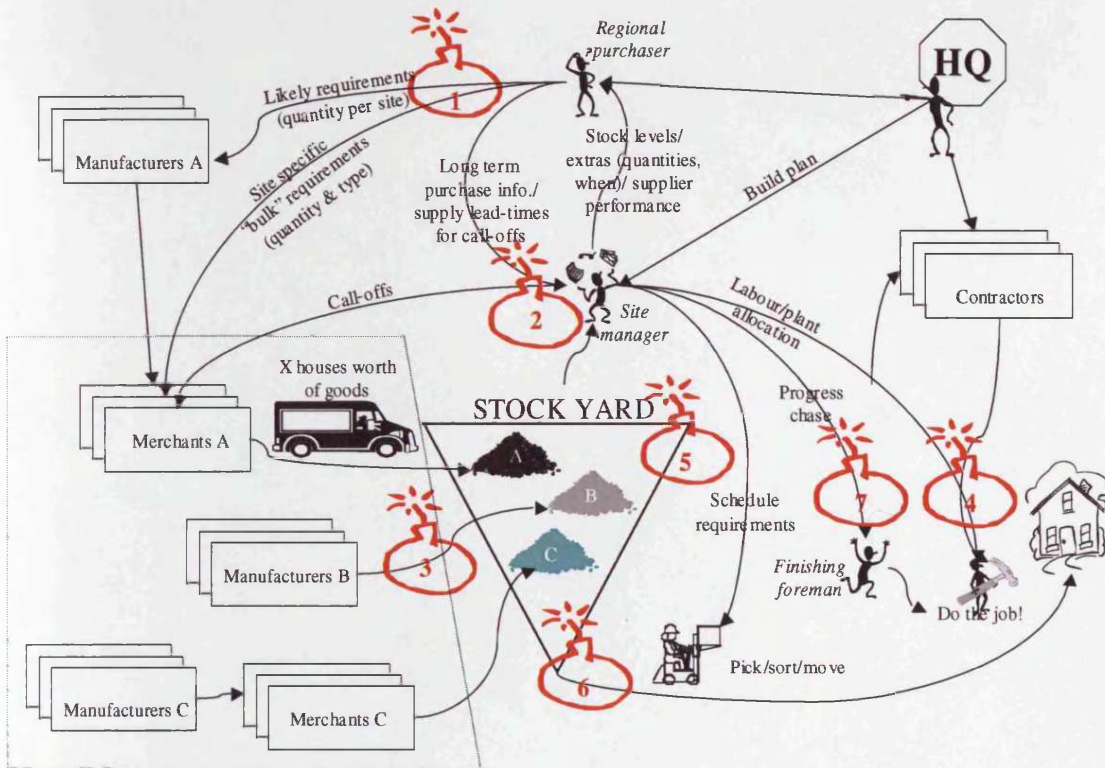 Regional
purchaser
HQ
1
Likely requirements
(quantity per site)
Manufacturers A
Site specific
"bulk" requirements
(quantity & type)
Long term
purchase info./
supply lead-times
for call-offs
Stock levels/
extras (quantities,
when)/ supplier
performance
Build plan
Contractors
Call-offs
2
Site
manager
Labour/plant
allocation
X houses worth
of goods
Merchants A
STOCK YARD
Progress
chase
5
A
B
C
Schedule
requirements
7
4
Manufacturers B
3
Finishing
foreman
Do the job!
Manufacturers C
Merchants C
6
Pick/sort/move